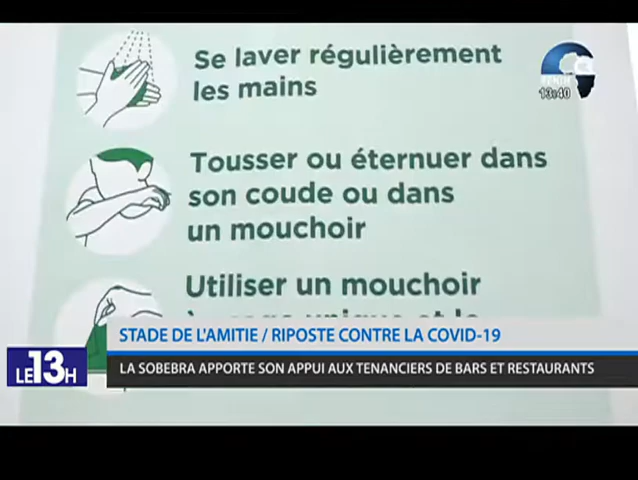 Se laver régulièrement
les mains
13:40
Tousser ou éternuer dans
son coude ou dans
un mouchoir
Utiliser un mouchoir
STADE DE L'AMITIE / RIPOSTE CONTRE LA COVID-19
LE 13H
LA SOBEBRA APPORTE SON APPUI AUX TENANCIERS DE BARS ET RESTAURANTS